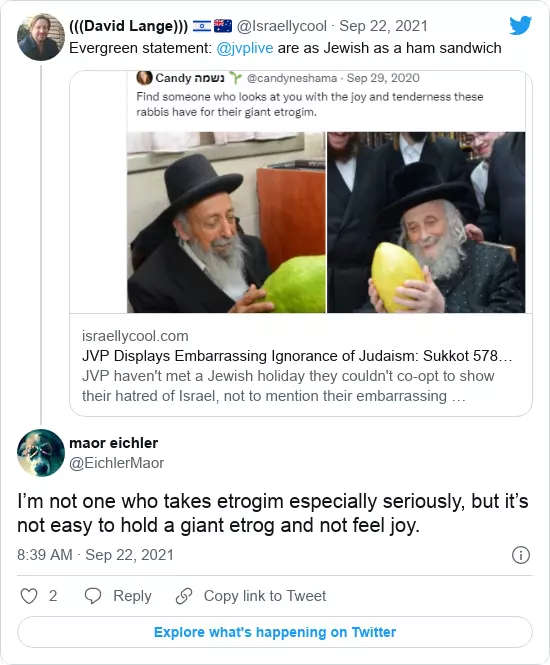 (((David Lange))) 🇮🇱 🇦🇺 @Israellycool · Sep 22, 2021
Evergreen statement: @jvplive are as Jewish as a ham sandwich
Candy נשמה 🌱 @candyneshama · Sep 29, 2020
Find someone who looks at you with the joy and tenderness these
rabbis have for their giant etrogim.
israellycool.com
JVP Displays Embarrassing Ignorance of Judaism: Sukkot 578…
JVP haven't met a Jewish holiday they couldn't co-opt to show
their hatred of Israel, not to mention their embarrassing …
maor eichler
@EichlerMaor
I’m not one who takes etrogim especially seriously, but it’s
not easy to hold a giant etrog and not feel joy.
8:39 AM · Sep 22, 2021
2 Reply Copy link to Tweet
Explore what's happening on Twitter